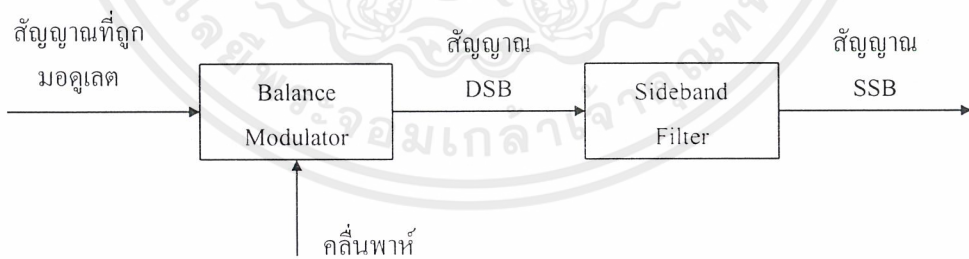 สัญญาณที่ถูก
มอดูเลต
Balance
Modulator
สัญญาณ
DSB
Sideband
Filter
สัญญาณ
SSB
คลื่นพาห์